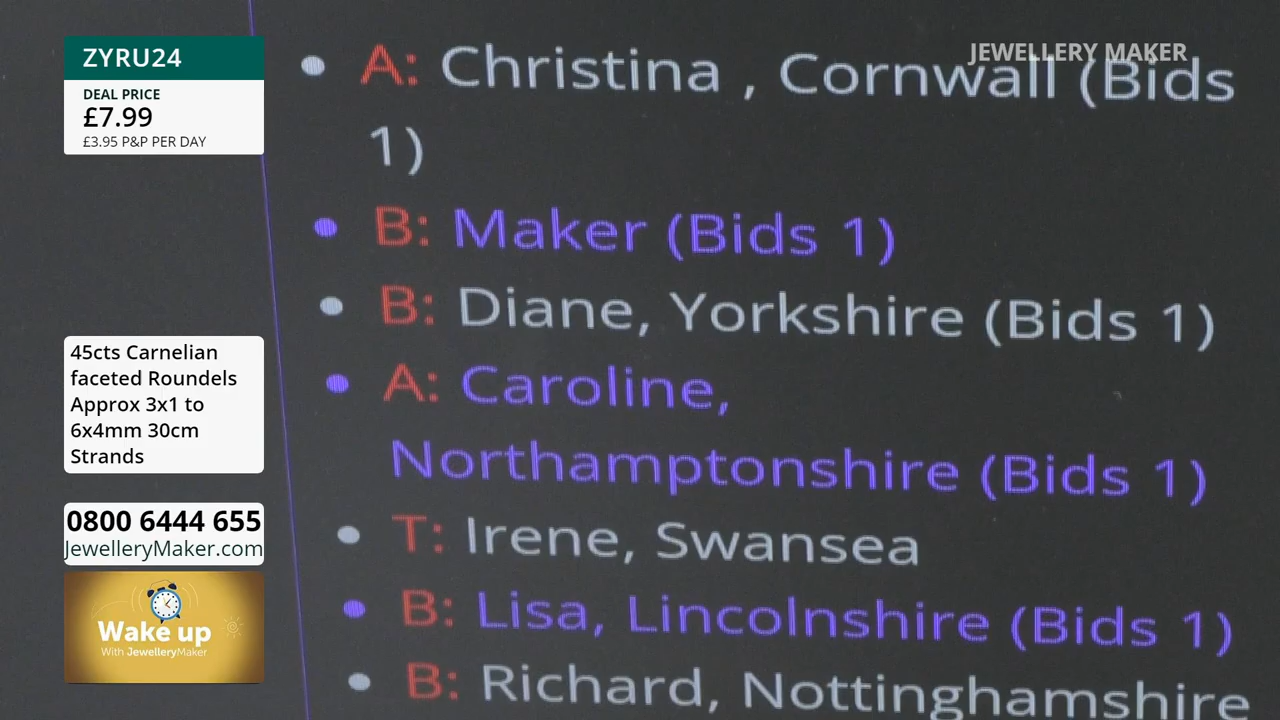 ZYRU24
DEAL PRICE
£7.99
£3.95 P&P PER DAY
45cts Carnelian
faceted Roundels
Approx 3x1 to
6x4mm 30cm
Strands
0800 6444 655
JewelleryMaker.com
Wake up
With JewelleryMaker
JEWELLERY MAKER
• A: Christina , Cornwall (Bids
1)
• B: Maker (Bids 1)
• B: Diane, Yorkshire (Bids 1)
• A: Caroline,
Northamptonshire (Bids 1)
• T: Irene, Swansea
• B: Lisa, Lincolnshire (Bids 1)
• B: Richard, Nottinghamshire